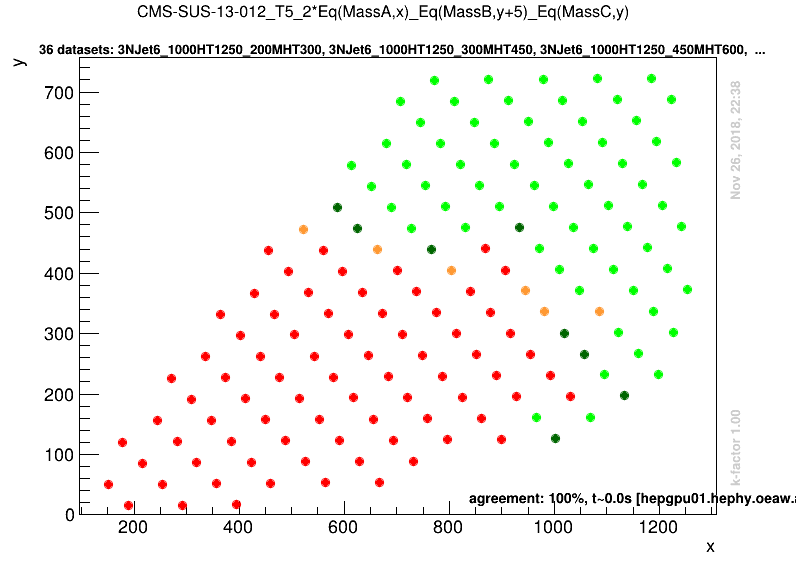 CMS-SUS-13-012_T5_2*Eq(MassA,x)_Eq(MassB,y+5)_Eq(MassC,y)
36 datasets: 3NJet6_1000HT1250_200MHT300, 3NJet6_1000HT1250_300MHT450, 3NJet6_1000HT1250_450MHT600, ...
y
700
600
500
400
300
200
100
0
200
400
600
800
1000
1200
x
Nov 26, 2018, 22:38
k-factor 1.00
agreement: 100%, t~0.0s [hepgpu01.hephy.oeaw.a